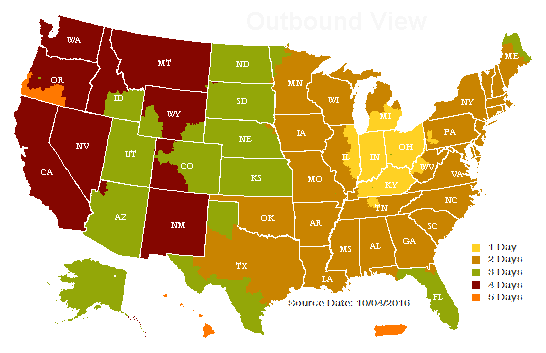 Outbound View
WA
MT
ND
MN
ME
OR
ID
WY
SD
WI
MI
NY
NV
UT
CO
NE
IA
IL
IN
OH
PA
CA
KS
MO
KY
WV
VA
AZ
NM
OK
AR
TN
NC
TX
LA
MS
AL
GA
SC
FL
1 Day
2 Days
3 Days
4 Days
5 Days
Source Date: 10/04/2016